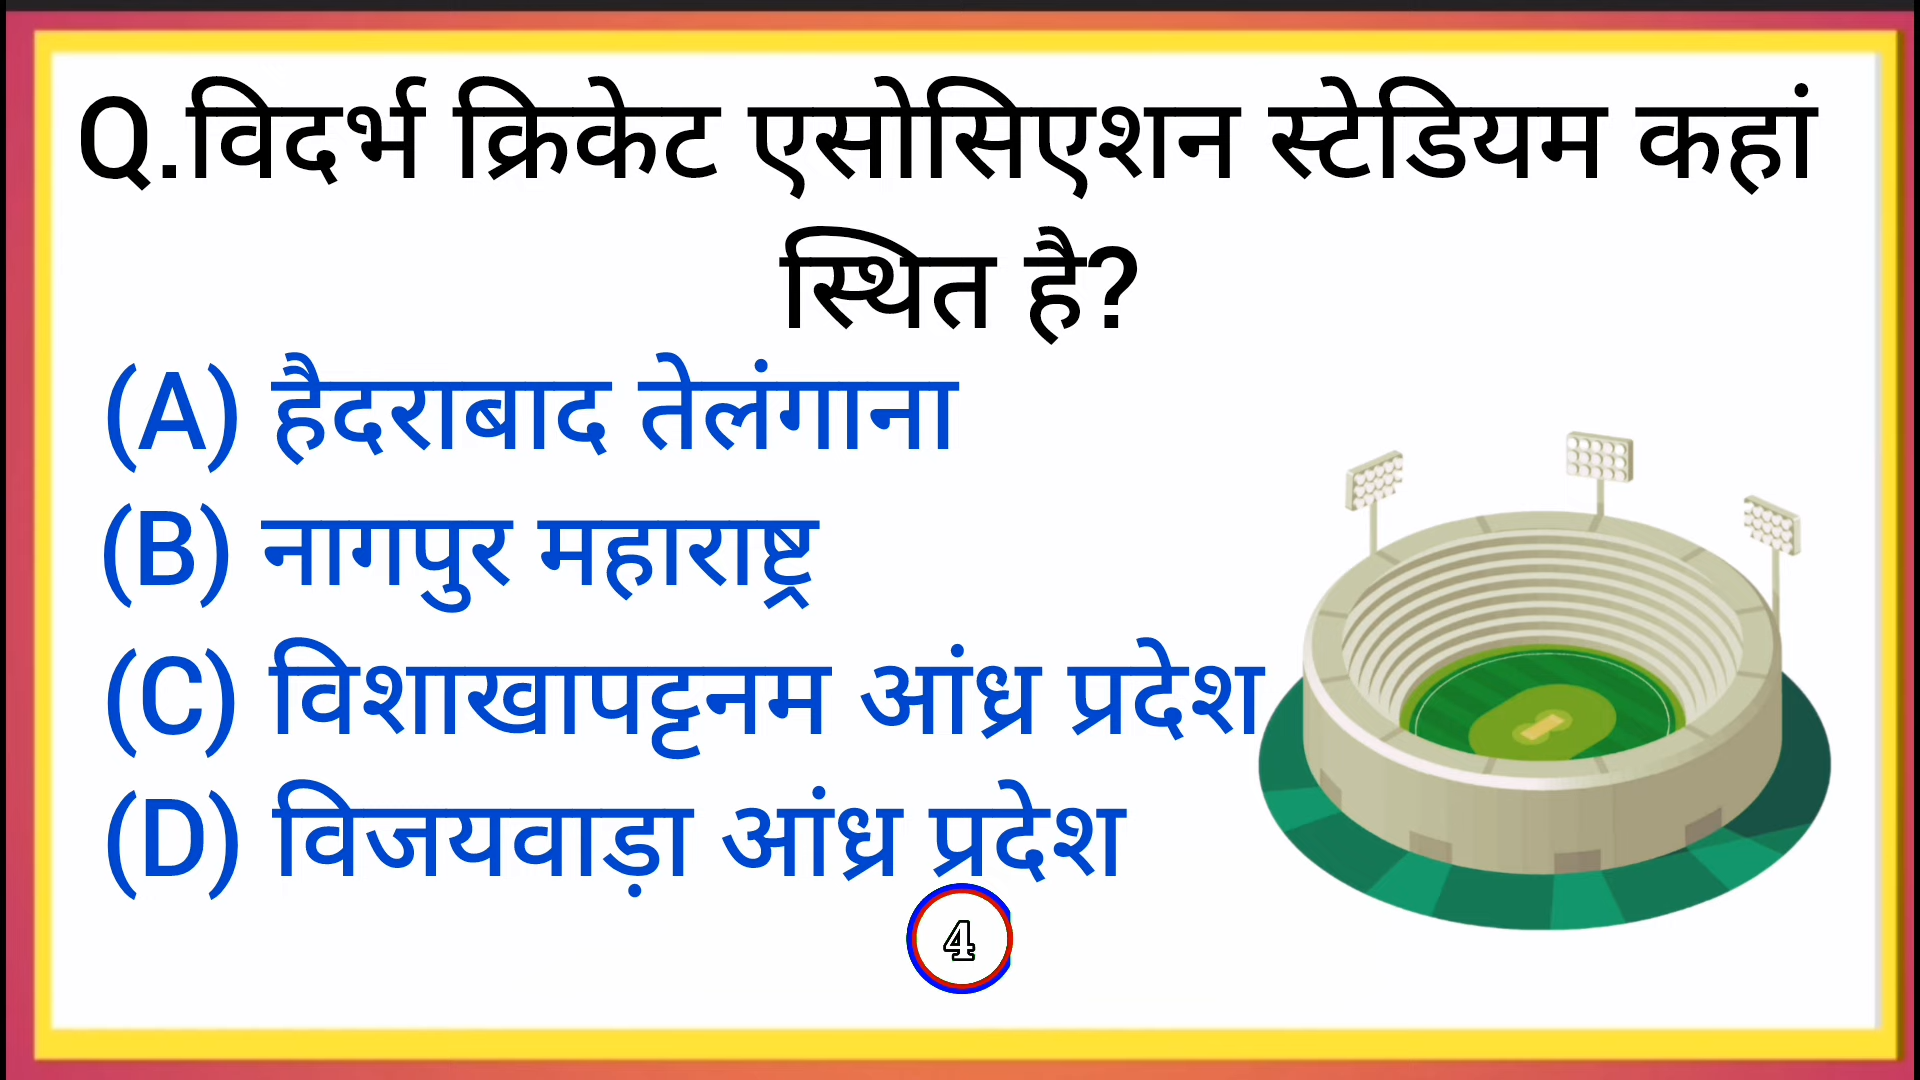 Q.विदर्भ क्रिकेट एसोसिएशन स्टेडियम कहां
स्थित है?
(A) हैदराबाद तेलंगाना
(B) नागपुर महाराष्ट्र
(C) विशाखापट्टनम आंध्र प्रदेश
(D) विजयवाड़ा आंध्र प्रदेश
4